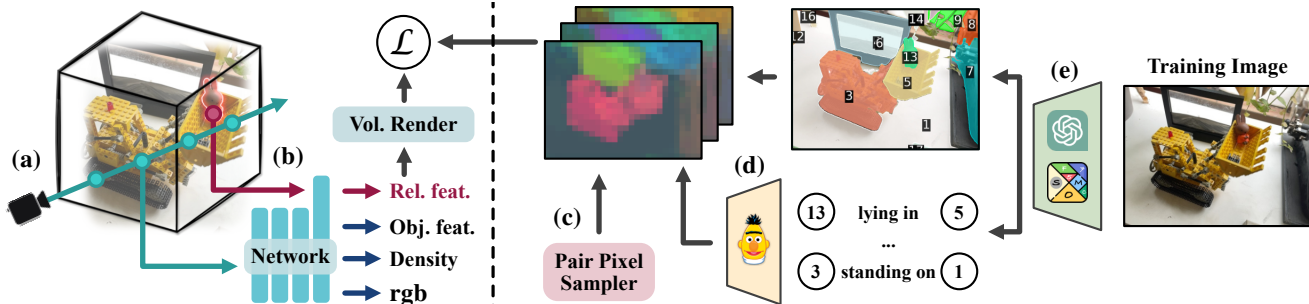 (a)
(b)
Network
Vol. Render
ℒ
Rel. feat.
Obj. feat.
Density
rgb
(c)
Pair Pixel
Sampler
16
14
9
8
6
13
7
5
3
1
(d)
13 lying in 5
...
3 standing on 1
(e)
S
M
Training Image